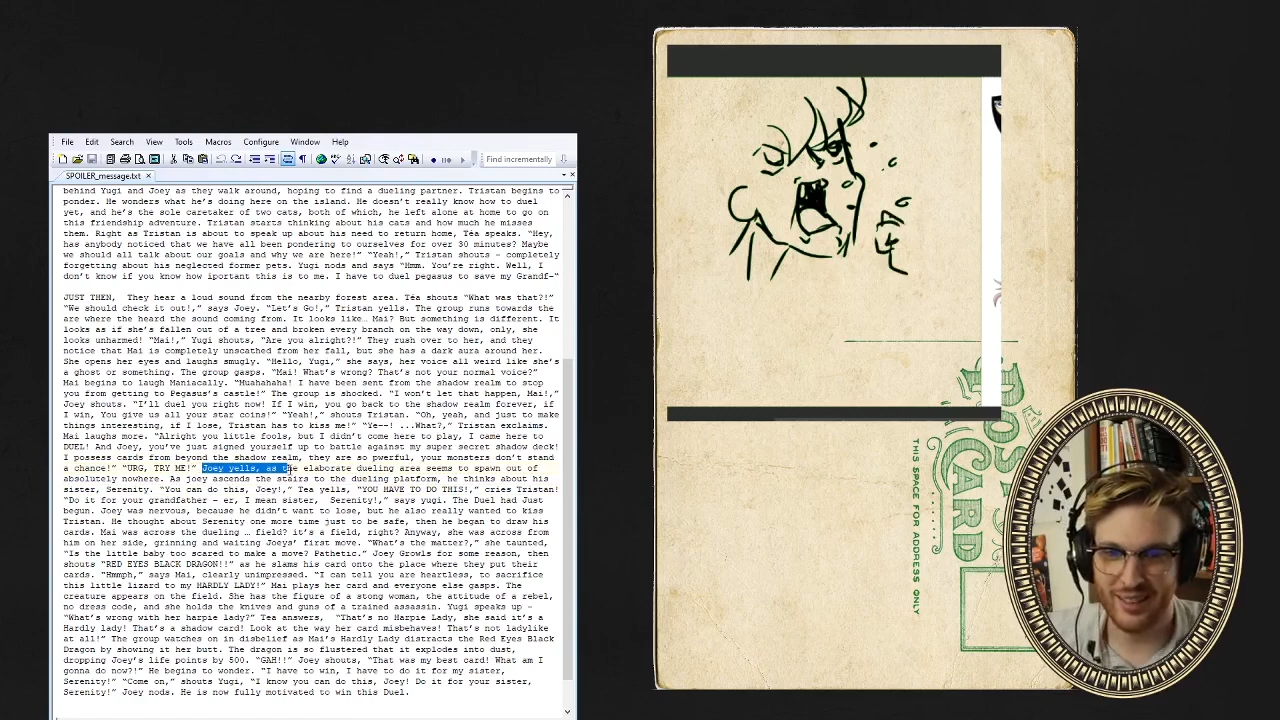 File Edit Search View Tools Macros Configure Window Help
Find incrementally
SPOILER_message.txt
behind Yugi and Joey as they walk around, hoping to find a dueling partner. Tristan begins to
ponder. He wonders what he's doing here on the island. He doesn't really know how to duel
yet, and he's the sole caretaker of two cats, both of which, he left alone at home to go on
this friendship adventure. Tristan starts thinking about his cats and how much he misses
them. Right as Tristan is about to speak up about his need to return home, Téa speaks. “Hey,
has anybody noticed that we have all been pondering to ourselves for over 30 minutes? Maybe
we should all talk about our goals and why we are here!” “Yeah!,” Tristan shouts – completely
forgetting about his neglected former pets. Yugi nods and says “Hmm. You're right. Well, I
don't know if you know how iportant this is to me. I have to duel pegasus to save my Grandf-“
JUST THEN, They hear a loud sound from the nearby forest area. Téa shouts “What was that?!”
“We should check it out!,” says Joey. “Let's Go!,” Tristan yells. The group runs towards the
are where the heard the sound coming from. It looks like… Mai? But something is different. It
looks as if she's fallen out of a tree and broken every branch on the way down, only, she
looks unharmed! “Mai!,” Yugi shouts, “Are you alright?!” They rush over to her, and they
notice that Mai is completely unscathed from her fall, but she has a dark aura around her.
She opens her eyes and laughs smugly. “Hello, Yugi,” she says, her voice all weird like she's
a ghost or something. The group gasps. “Mai! What's wrong? That's not your normal voice?”
Mai begins to laugh Maniacally. “Muahahaha! I have been sent from the shadow realm to stop
you from getting to Pegasus's castle!” The group is shocked. “I won't let that happen, Mai!,”
Joey shouts. “I'll duel you right now! If I win, you go back to the shadow realm forever, if
I win, You give us all your star coins!” “Yeah!,” shouts Tristan. “Oh, yeah, and just to make
things interesting, if I lose, Tristan has to kiss me!” “Ye--! ...What?,” Tristan exclaims.
Mai laughs more. “Alright you little fools, but I didn't come here to play, I came here to
DUEL! And Joey, you've just signed yourself up to battle against my super secret shadow deck!
I possess cards from beyond the shadow realm, they are so pwerful, your monsters don't stand
a chance!” “URG, TRY ME!” Joey yells, as the elaborate dueling area seems to spawn out of
absolutely nowhere. As joey ascends the stairs to the dueling platform, he thinks about his
sister, Serenity. “You can do this, Joey!,” Tea yells, “YOU HAVE TO DO THIS!,” cries Tristan!
“Do it for your grandfather – er, I mean sister,  Serenity!,” says yugi. The Duel had Just
begun. Joey was nervous, because he didn't want to lose, but he also really wanted to kiss
Tristan. He thought about Serenity one more time just to be safe, then he began to draw his
cards. Mai was across the dueling … field? it's a field, right? Anyway, she was across from
him on her side, grinning and waiting Joeys' first move. “What's the matter?,” she taunted,
“Is the little baby too scared to make a move? Pathetic.” Joey Growls for some reason, then
shouts “RED EYES BLACK DRAGON!!” as he slams his card onto the place where they put their
cards. “Hmmph,” says Mai, clearly unimpressed. “I can tell you are heartless, to sacrifice
this little lizard to my HARDLY LADY!” Mai plays her card and everyone else gasps. The
creature appears on the field. She has the figure of a stong woman, the attitude of a rebel,
no dress code, and she holds the knives and guns of a trained assassin. Yugi speaks up –
“What's wrong with her harpie lady?” Tea answers,  “That's no Harpie Lady, she said it's a
Hardly lady! That's a shadow card! Look at the way her card misbehaves! That's not ladylike
at all!” The group watches on in disbelief as Mai's Hardly Lady distracts the Red Eyes Black
Dragon by showing it her butt. The dragon is so flustered that it explodes into dust,
dropping Joey's life points by 500. “GAH!!” Joey shouts, “That was my best card! What am I
gonna do now?!” He begins to wonder. “I have to win, I have to do it for my sister,
Serenity!” “Come on,” shouts Yugi, “I know you can do this, Joey! Do it for your sister,
Serenity!” Joey nods. He is now fully motivated to win this Duel.
POST
CARD
THIS SPACE FOR ADDRESS ONLY